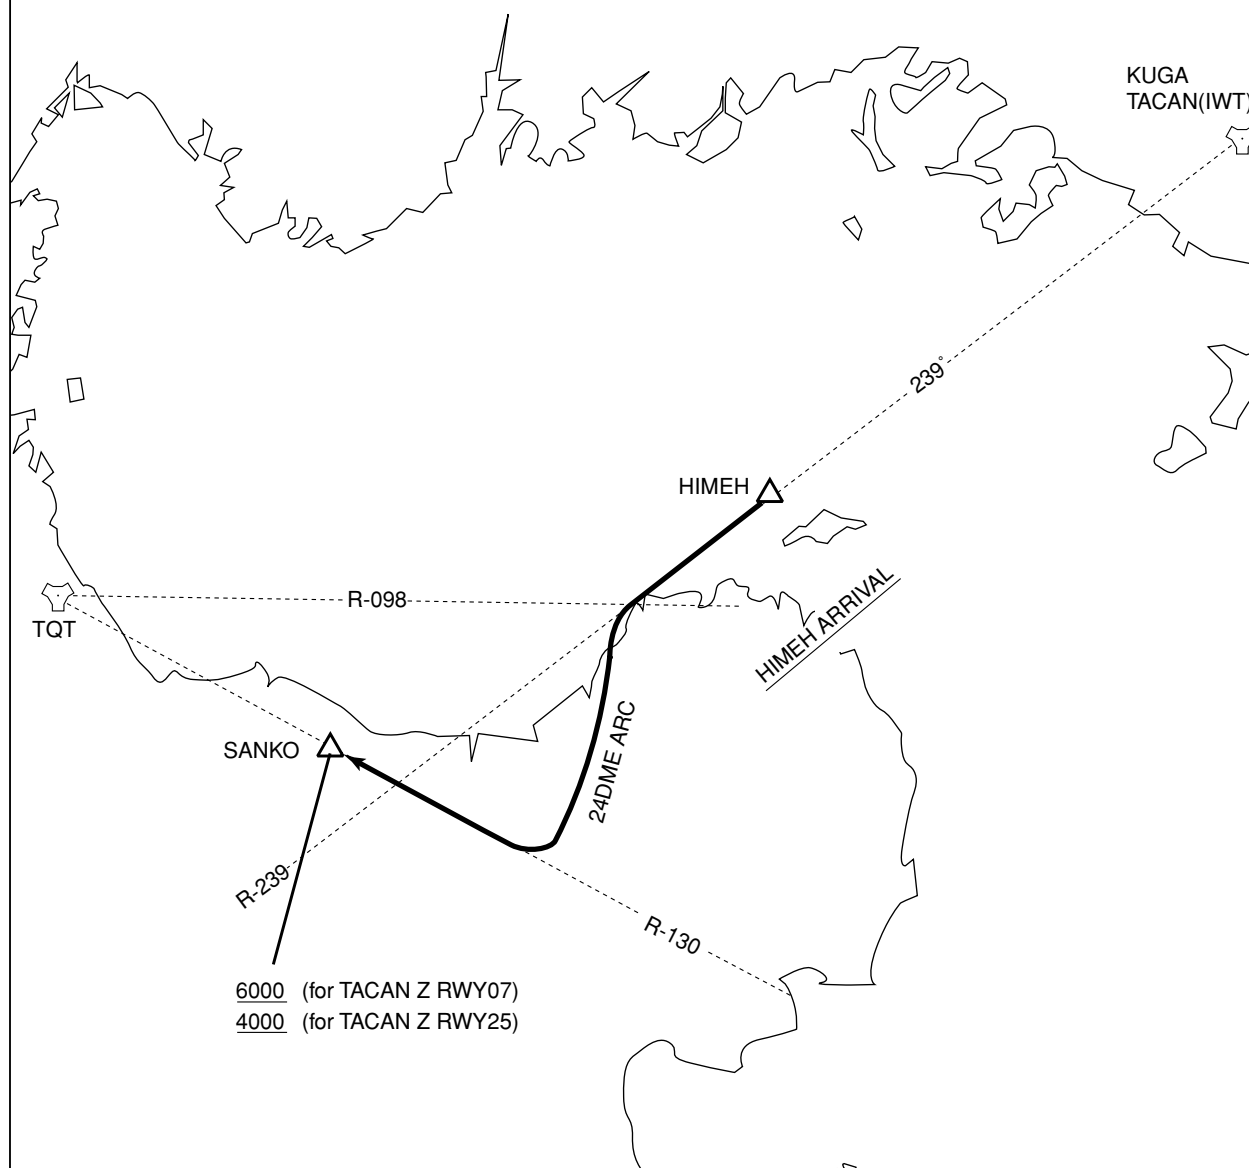 KUGA
TACAN(IWT)
239°
HIMEH
R-098
TQT
HIMEH ARRIVAL
SANKO
24DME ARC
R-239
R-130
6000 (for TACAN Z RWY07)
4000 (for TACAN Z RWY25)